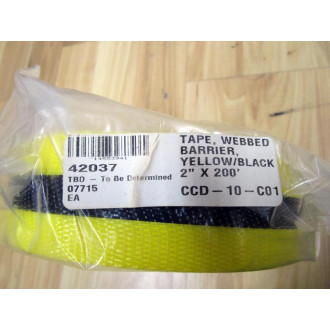 42037
TBD - To Be Determined
07715
EA
TAPE, WEBBED
BARRIER,
YELLOW/BLACK
2" X 200'
CCD-10-C01